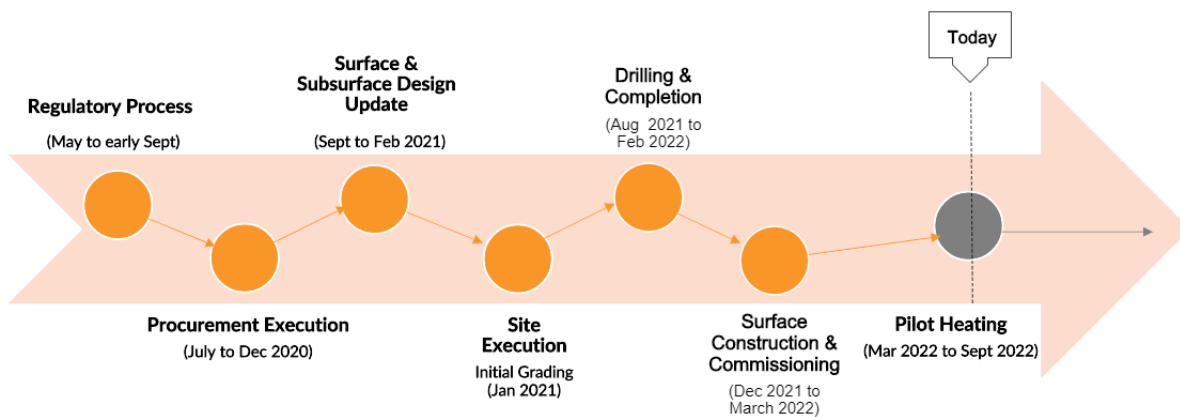 Today
Regulatory Process
(May to early Sept)
Procurement Execution
(July to Dec 2020)
Surface &
Subsurface Design
Update
(Sept to Feb 2021)
Site
Execution
Initial Grading
(Jan 2021)
Drilling &
Completion
(Aug 2021 to
Feb 2022)
Surface
Construction &
Commissioning
(Dec 2021 to
March 2022)
Pilot Heating
(Mar 2022 to Sept 2022)